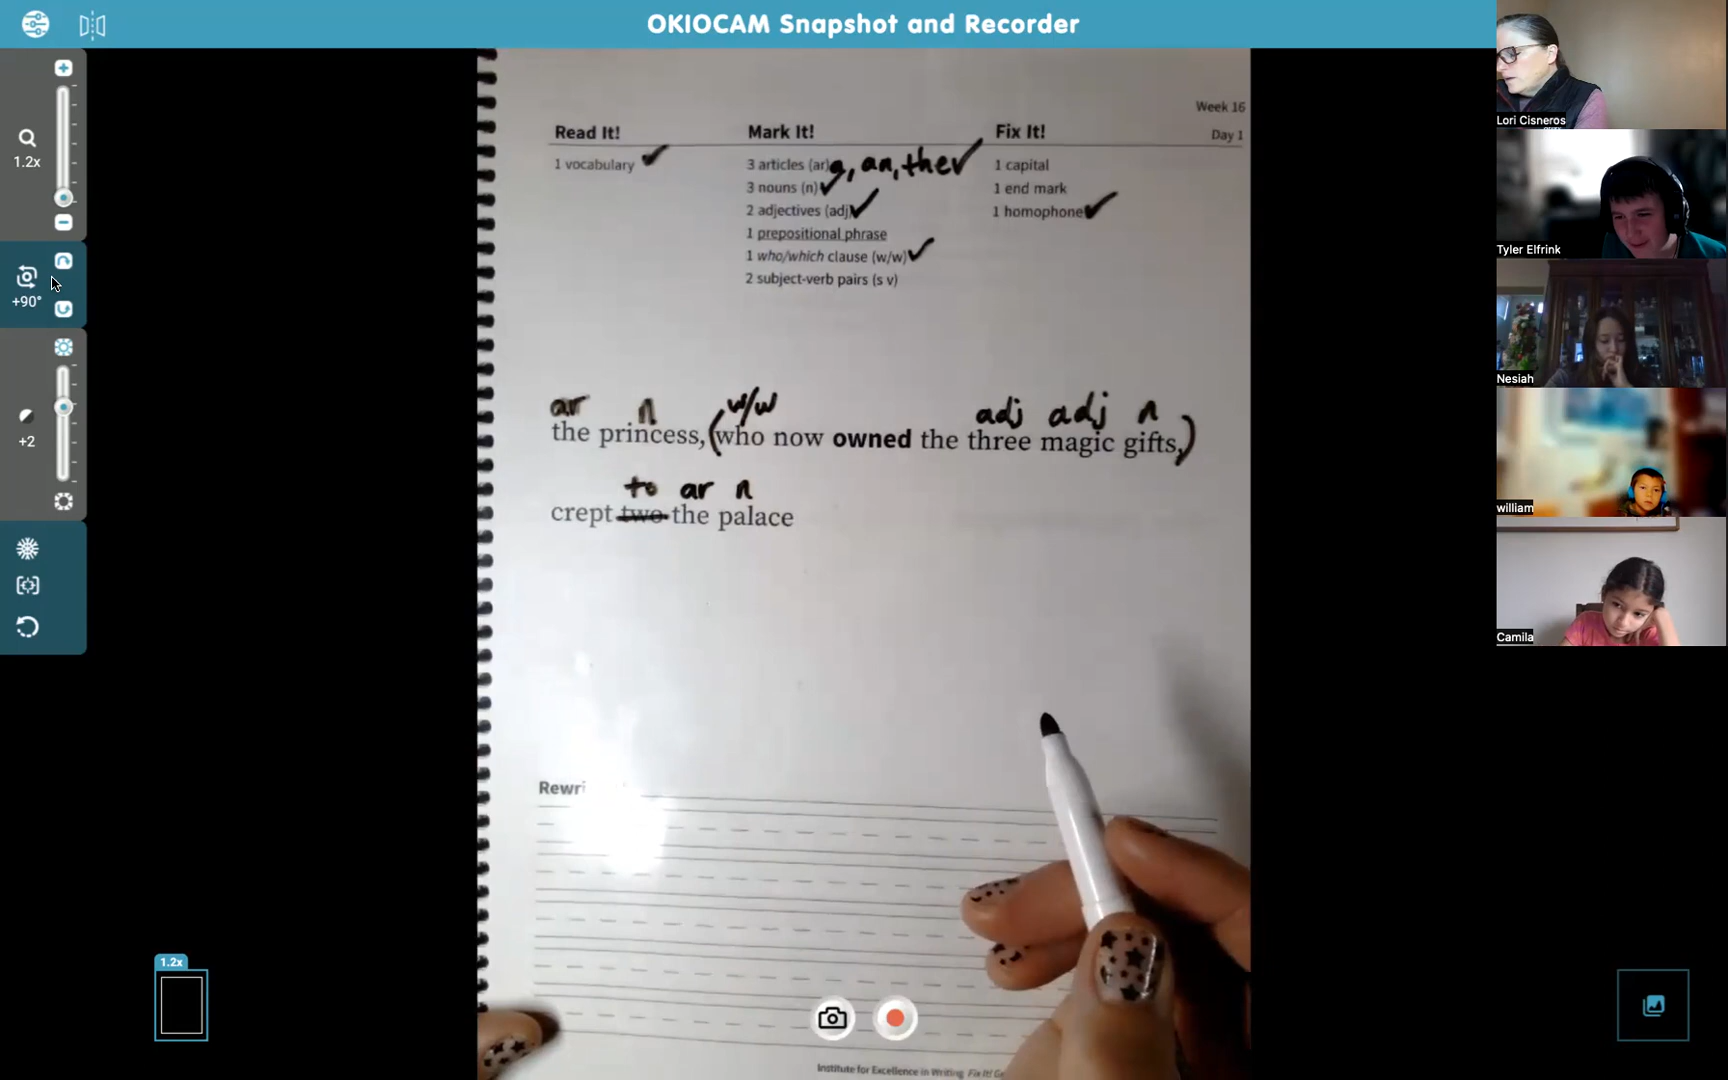 OKIOCAM Snapshot and Recorder
1.2x
+90°
+2
1.2x
Week 16
Day 1
Read It!
1 vocabulary ✓
Mark It!
3 articles (ar) a, an, the ✓
3 nouns (n) ✓
2 adjectives (adj) ✓
1 prepositional phrase
1 who/which clause (w/w) ✓
2 subject-verb pairs (s v)
Fix It!
1 capital
1 end mark
1 homophone ✓
ar n w/w adj adj n
the princess, (who now owned the three magic gifts,)
to ar n
crept two the palace
Rewri
Institute for Excellence in Writing Fix It! Gr
Lori Cisneros
Tyler Elfrink
Nesiah
william
Camila